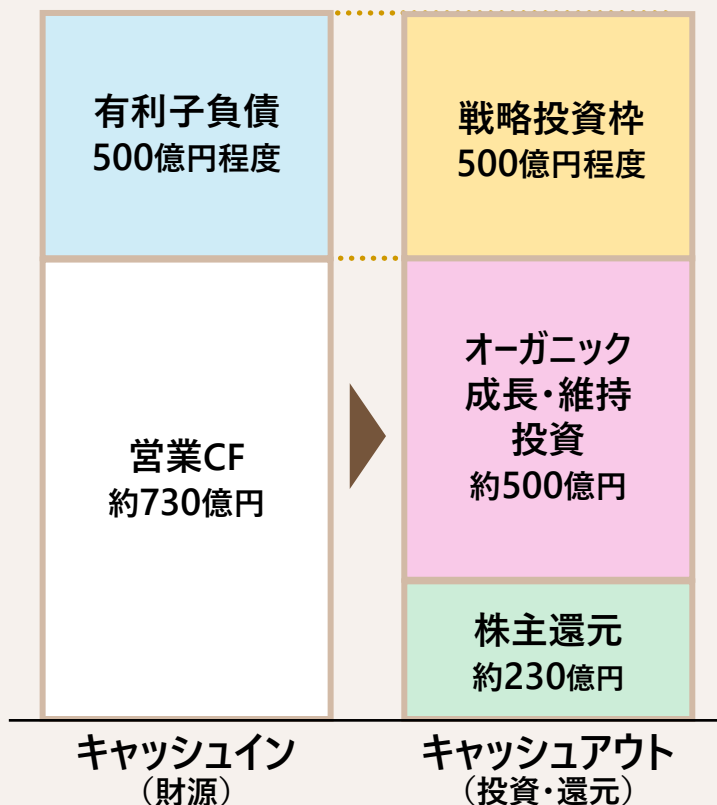 有利子負債
500億円程度
営業CF
約730億円
キャッシュイン
（財源）
戦略投資枠
500億円程度
オーガニック
成長・維持
投資
約500億円
株主還元
約230億円
キャッシュアウト
（投資・還元）